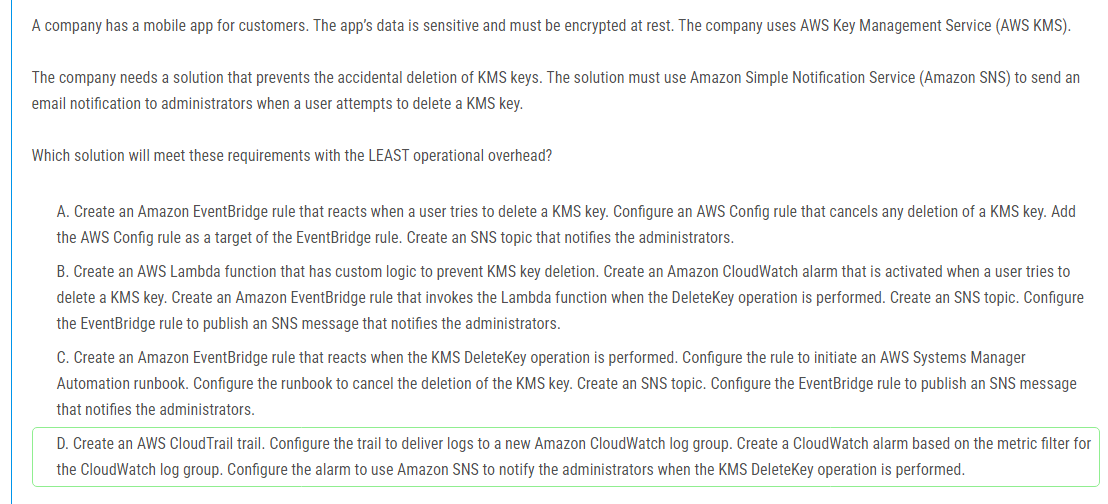 A company has a mobile app for customers. The app's data is sensitive and must be encrypted at rest. The company uses AWS Key Management Service (AWS KMS).
The company needs a solution that prevents the accidental deletion of KMS keys. The solution must use Amazon Simple Notification Service (Amazon SNS) to send an
email notification to administrators when a user attempts to delete a KMS key.
Which solution will meet these requirements with the LEAST operational overhead?
A. Create an Amazon EventBridge rule that reacts when a user tries to delete a KMS key. Configure an AWS Config rule that cancels any deletion of a KMS key. Add
the AWS Config rule as a target of the EventBridge rule. Create an SNS topic that notifies the administrators.
B. Create an AWS Lambda function that has custom logic to prevent KMS key deletion. Create an Amazon CloudWatch alarm that is activated when a user tries to
delete a KMS key. Create an Amazon EventBridge rule that invokes the Lambda function when the DeleteKey operation is performed. Create an SNS topic. Configure
the EventBridge rule to publish an SNS message that notifies the administrators.
C. Create an Amazon EventBridge rule that reacts when the KMS DeleteKey operation is performed. Configure the rule to initiate an AWS Systems Manager
Automation runbook. Configure the runbook to cancel the deletion of the KMS key. Create an SNS topic. Configure the EventBridge rule to publish an SNS message
that notifies the administrators.
D. Create an AWS CloudTrail trail. Configure the trail to deliver logs to a new Amazon CloudWatch log group. Create a CloudWatch alarm based on the metric filter for
the CloudWatch log group. Configure the alarm to use Amazon SNS to notify the administrators when the KMS DeleteKey operation is performed.